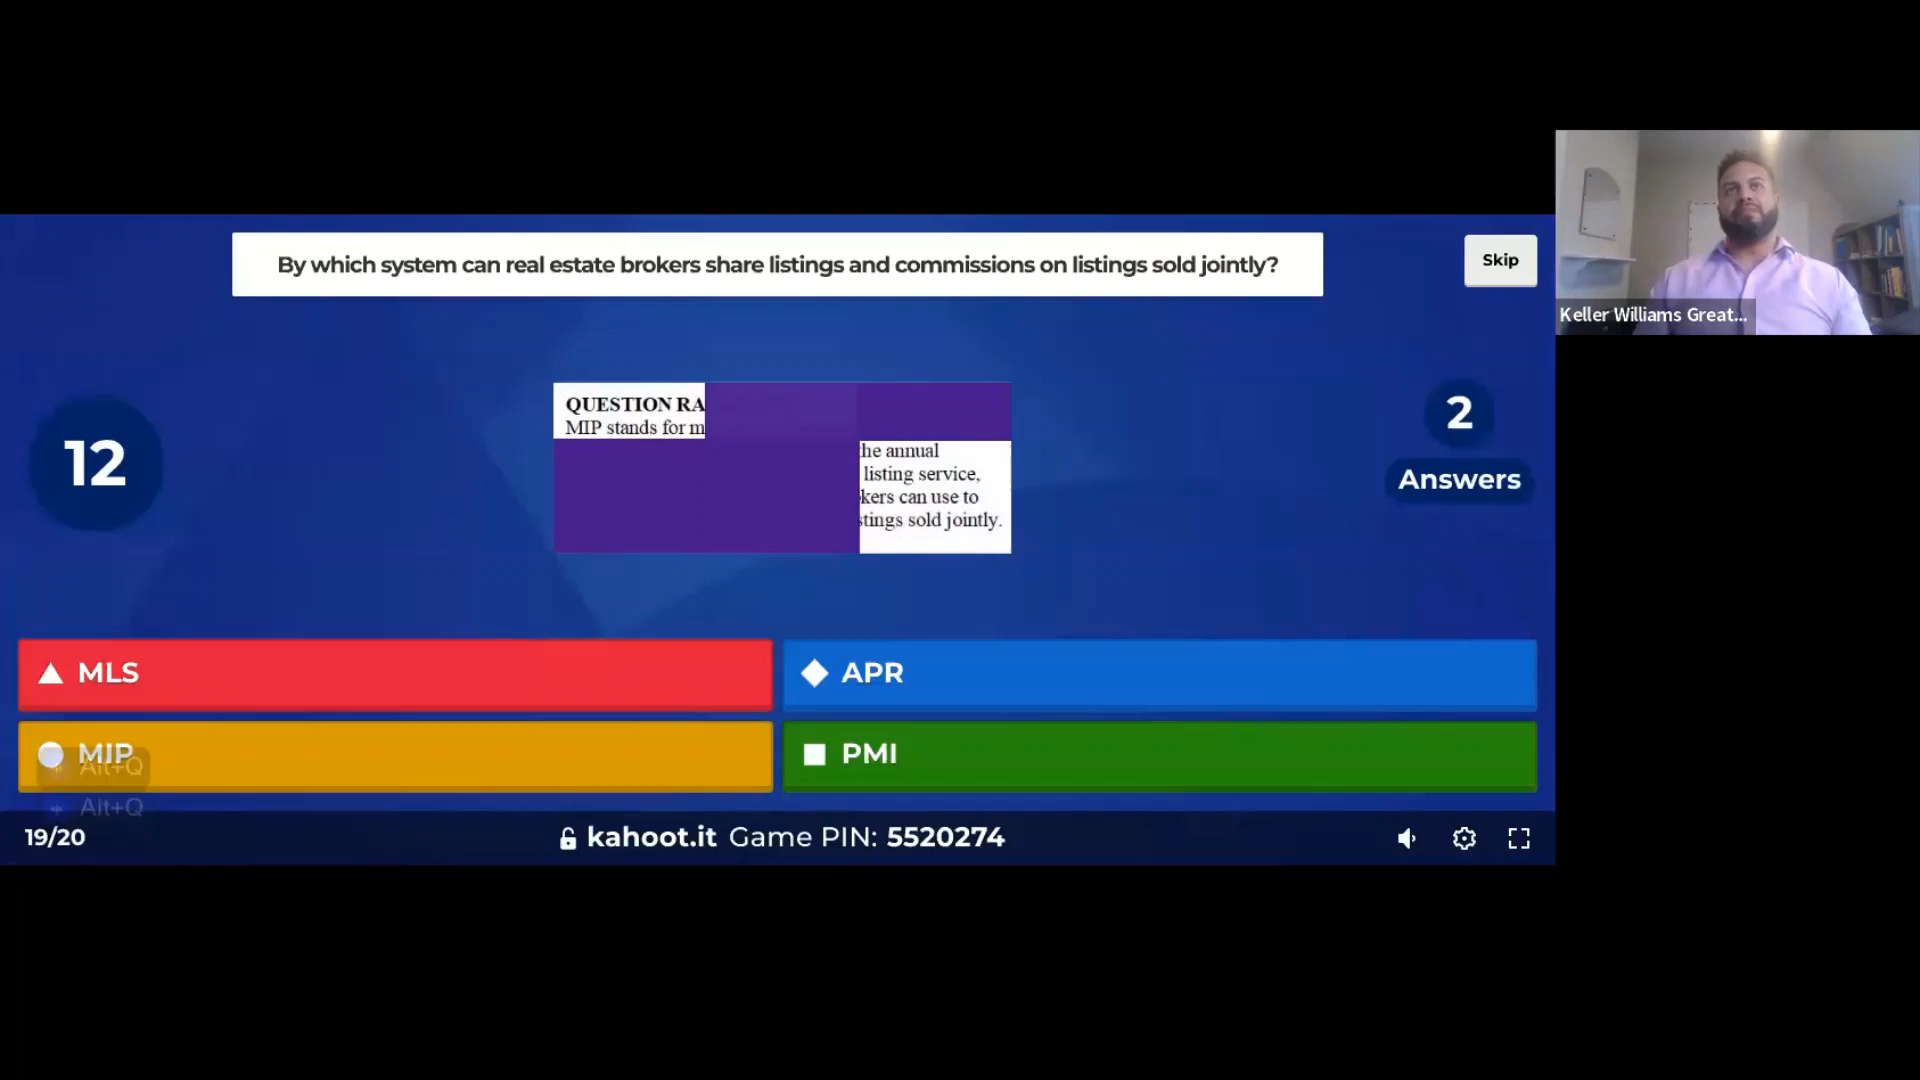 By which system can real estate brokers share listings and commissions on listings sold jointly?
Skip
Keller Williams Great...
12
QUESTION RA
MIP stands for m
he annual
listing service,
kers can use to
stings sold jointly.
2
Answers
MLS
APR
MIP
PMI
Alt+Q
Alt+Q
19/20
kahoot.it Game PIN: 5520274